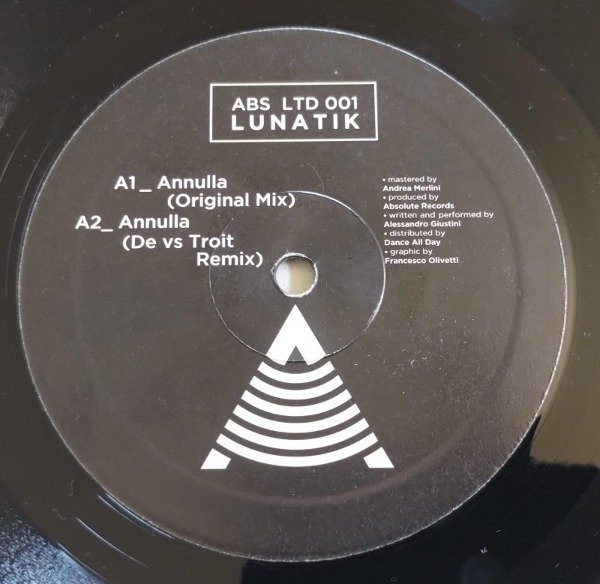 ABS LTD 001
LUNATIK
A1_ Annulla
(Original Mix)
A2_ Annulla
(De vs Troit
Remix)
• mastered by
Andrea Merlini
• produced by
Absolute Records
• written and performed by
Alessandro Giustini
• distributed by
Dance All Day
• graphic by
Francesco Olivetti